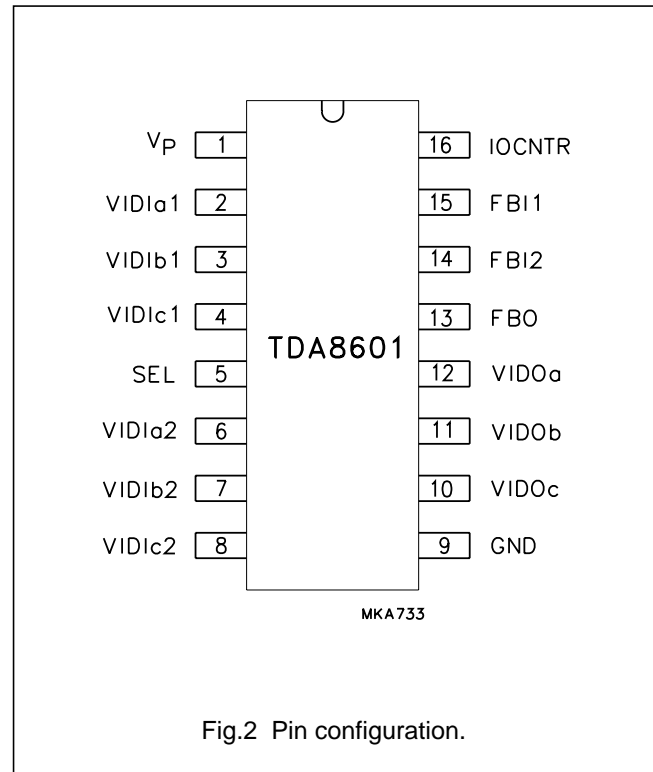 VP 1 16 IOCNTR
VIDIa1 2 15 FBI1
VIDIb1 3 14 FBI2
VIDIc1 4 13 FBO
TDA8601
SEL 5 12 VIDOa
VIDIa2 6 11 VIDOb
VIDIb2 7 10 VIDOc
VIDIc2 8 9 GND
MKA733
Fig.2 Pin configuration.